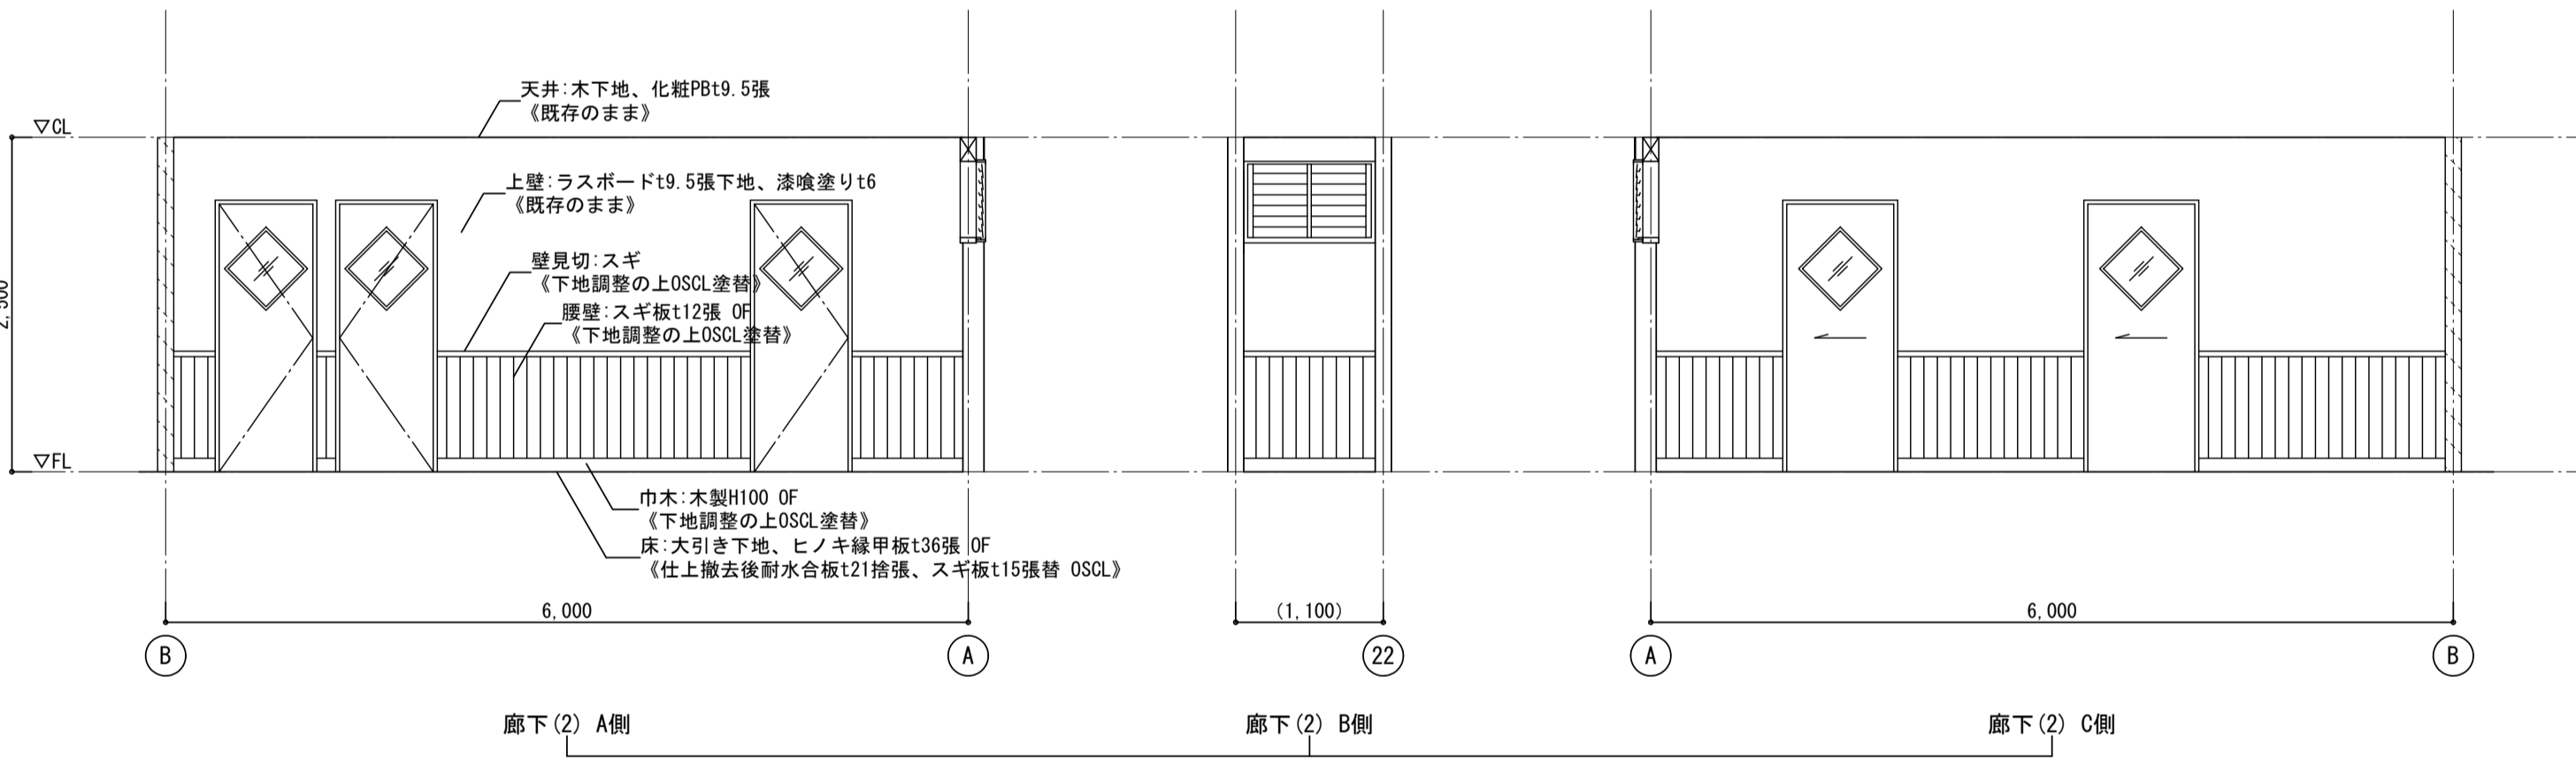 天井:木下地、化粧PBt9.5張
《既存のまま》
▽CL
上壁:ラスボードt9.5張下地、漆喰塗りt6
《既存のまま》
壁見切:スギ
《下地調整の上OSCL塗替》
腰壁:スギ板t12張 OF
《下地調整の上OSCL塗替》
▽FL
巾木:木製H100 OF
《下地調整の上OSCL塗替》
床:大引き下地、ヒノキ縁甲板t36張 OF
《仕上撤去後耐水合板t21捨張、スギ板t15張替 OSCL》
6,000
(1,100)
6,000
B
A
22
A
B
廊下(2) A側
廊下(2) B側
廊下(2) C側